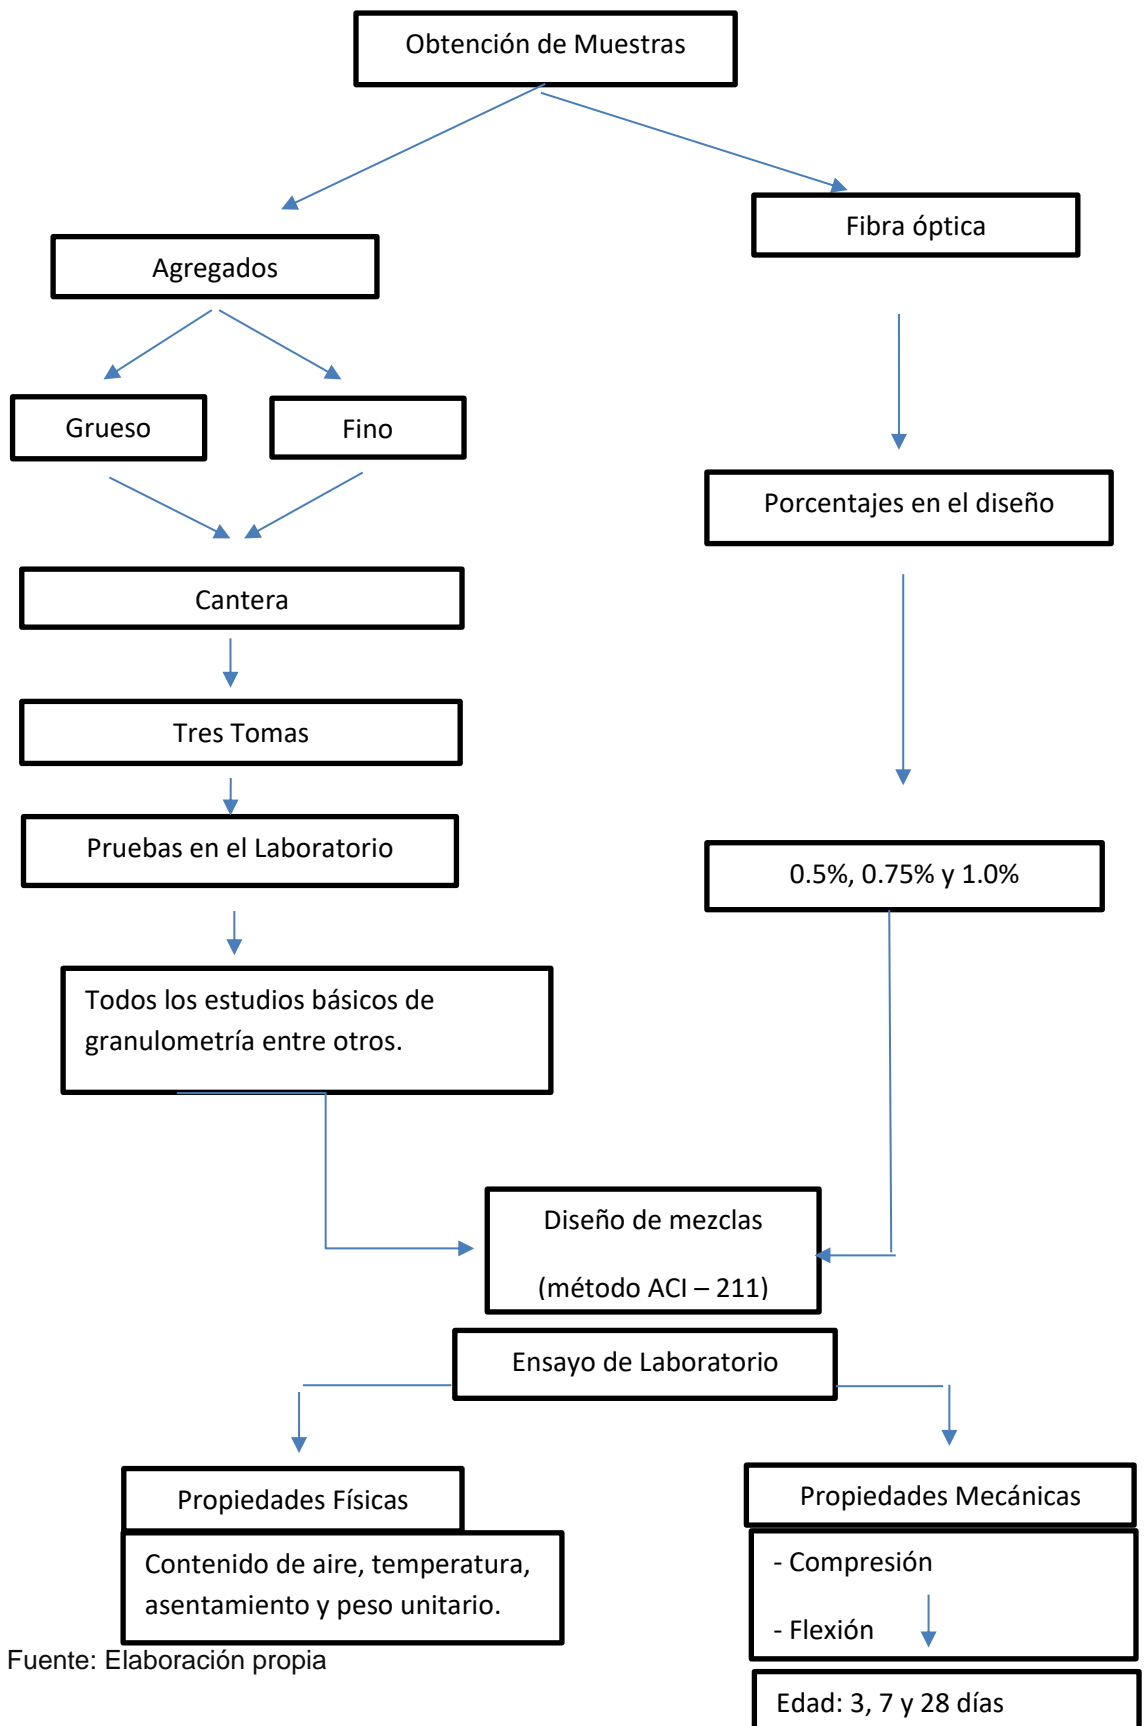 Obtención de Muestras
Fibra óptica
Agregados
Grueso
Fino
Porcentajes en el diseño
Cantera
Tres Tomas
Pruebas en el Laboratorio
0.5%, 0.75% y 1.0%
Todos los estudios básicos de
granulometría entre otros.
Diseño de mezclas
(método ACI – 211)
Ensayo de Laboratorio
Propiedades Físicas
Contenido de aire, temperatura,
asentamiento y peso unitario.
Propiedades Mecánicas
- Compresión
- Flexión
Edad: 3, 7 y 28 días
Fuente: Elaboración propia